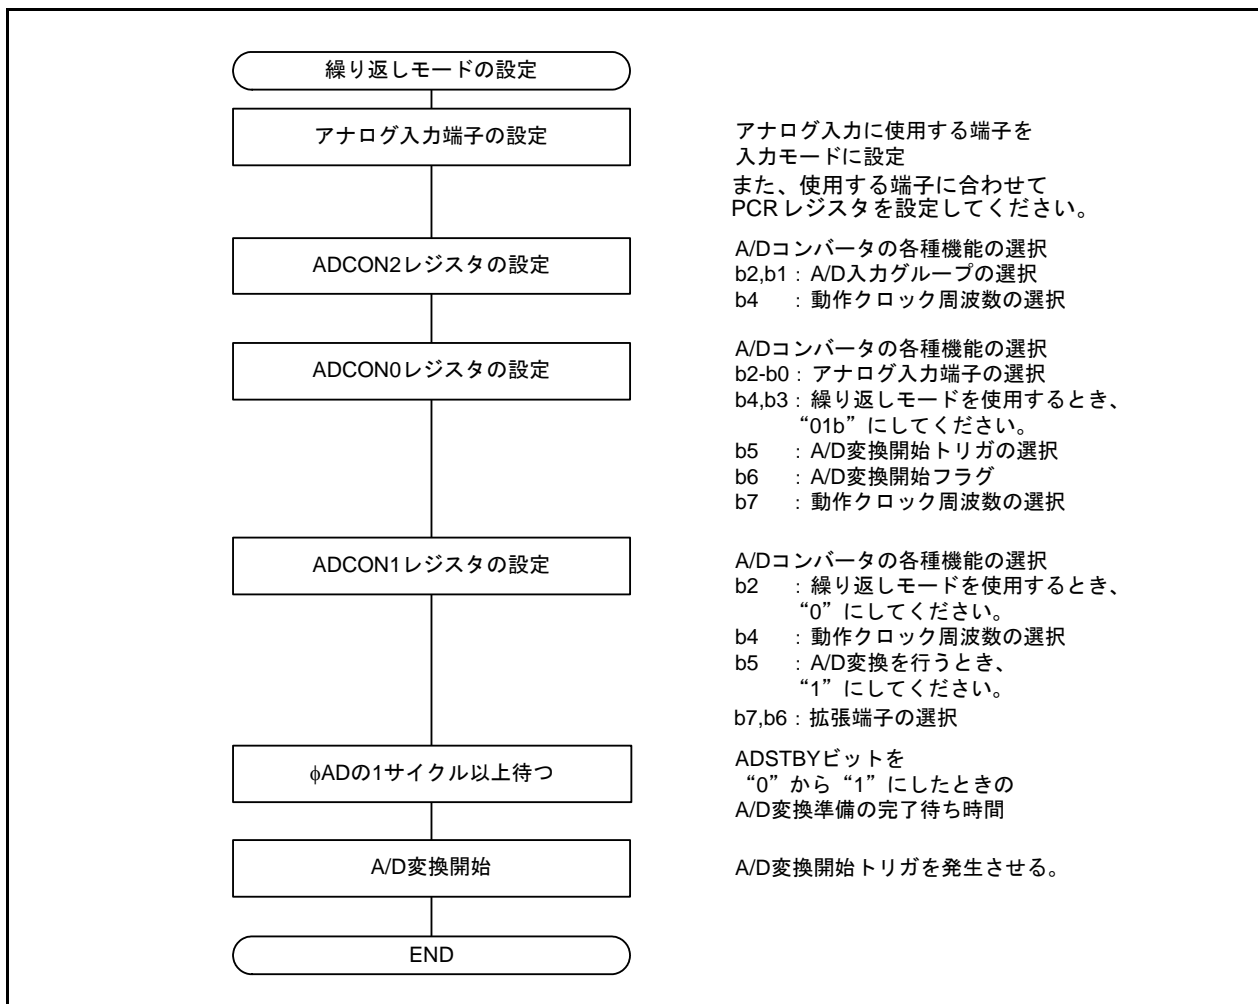 繰り返しモードの設定
アナログ入力端子の設定
アナログ入力に使用する端子を
入力モードに設定
また、使用する端子に合わせて
PCRレジスタを設定してください。
ADCON2レジスタの設定
A/Dコンバータの各種機能の選択
b2,b1：A/D入力グループの選択
b4　：動作クロック周波数の選択
ADCON0レジスタの設定
A/Dコンバータの各種機能の選択
b2-b0：アナログ入力端子の選択
b4,b3：繰り返しモードを使用するとき、
“01b”にしてください。
b5　：A/D変換開始トリガの選択
b6　：A/D変換開始フラグ
b7　：動作クロック周波数の選択
ADCON1レジスタの設定
A/Dコンバータの各種機能の選択
b2　：繰り返しモードを使用するとき、
“0”にしてください。
b4　：動作クロック周波数の選択
b5　：A/D変換を行うとき、
“1”にしてください。
b7,b6：拡張端子の選択
φADの1サイクル以上待つ
ADSTBYビットを
“0”から“1”にしたときの
A/D変換準備の完了待ち時間
A/D変換開始
A/D変換開始トリガを発生させる。
END